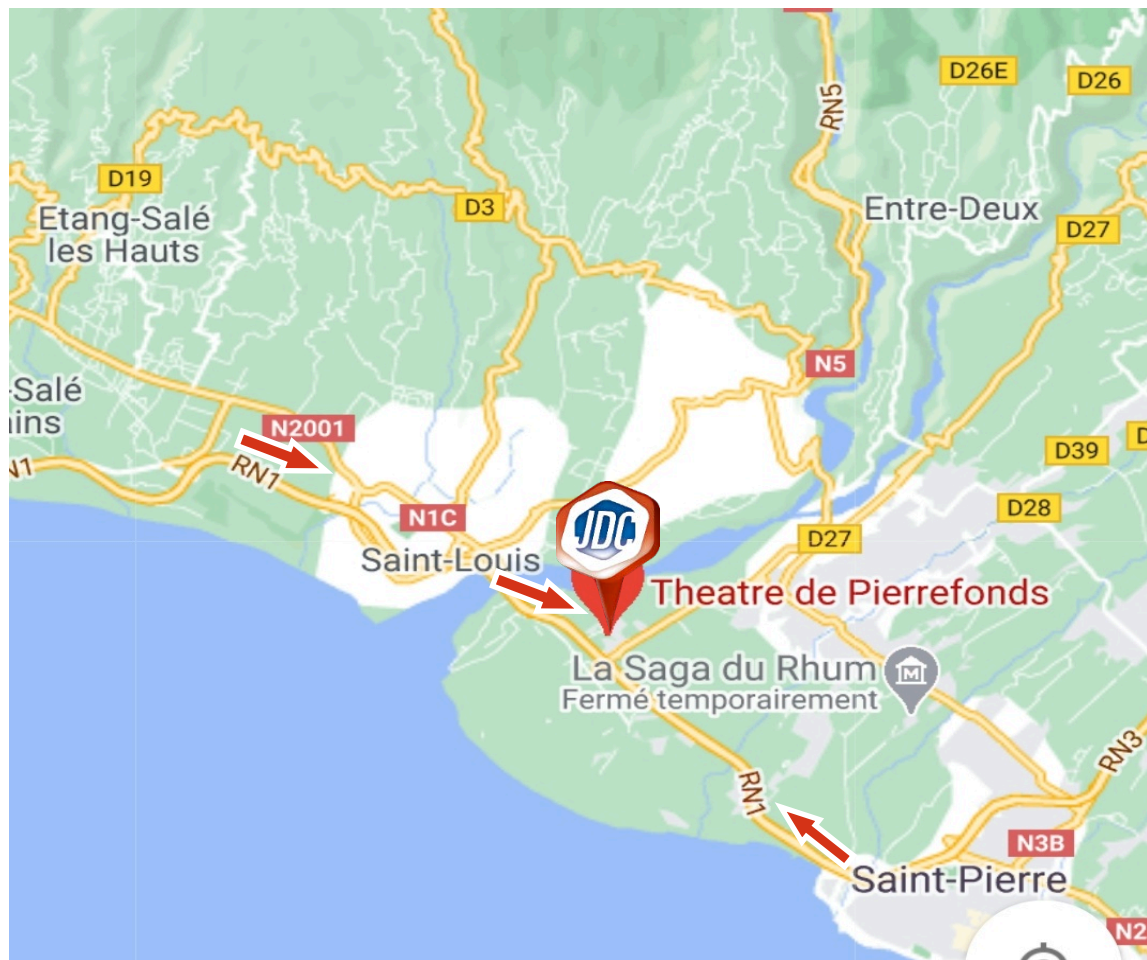 D26E
D26
RN5
D19
D3
Entre-Deux
Etang-Salé
les Hauts
D27
N5
-Salé
ins
N2001
D39
D
N1
RN1
N1C
D28
JDC
D27
Saint-Louis
Theatre de Pierrefonds
La Saga du Rhum
M
Fermé temporairement
RN3
RN1
N3B
Saint-Pierre
N2